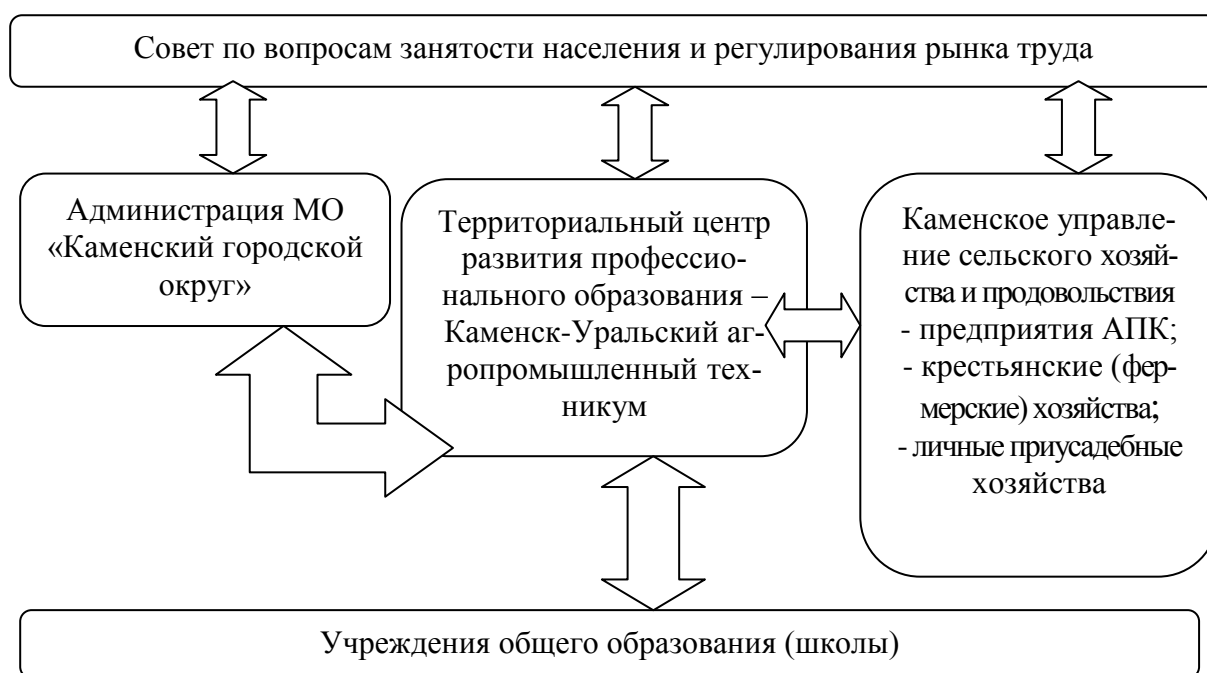 Совет по вопросам занятости населения и регулирования рынка труда
Администрация МО
«Каменский городской
округ»
Территориальный центр
развития профессио-
нального образования –
Каменск-Уральский аг-
ропромышленный тех-
никум
Каменское управле-
ние сельского хозяй-
ства и продовольствия
- предприятия АПК;
- крестьянские (фер-
мерские) хозяйства;
- личные приусадебные
хозяйства
Учреждения общего образования (школы)